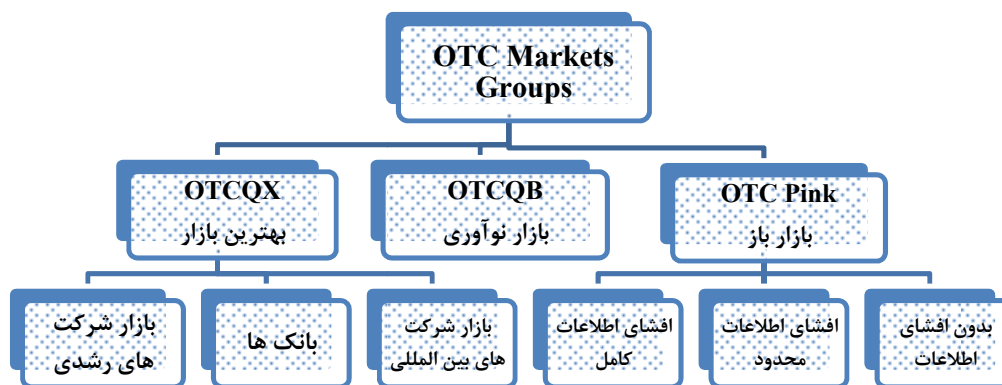 OTC Markets
Groups
OTCQX
بهترین بازار
OTCQB
بازار نوآوری
OTC Pink
بازار باز
بازار شرکت
های رشدی
بانک ها
بازار شرکت
های بین المللی
افشای اطلاعات
کامل
افشای اطلاعات
محدود
بدون افشای
اطلاعات